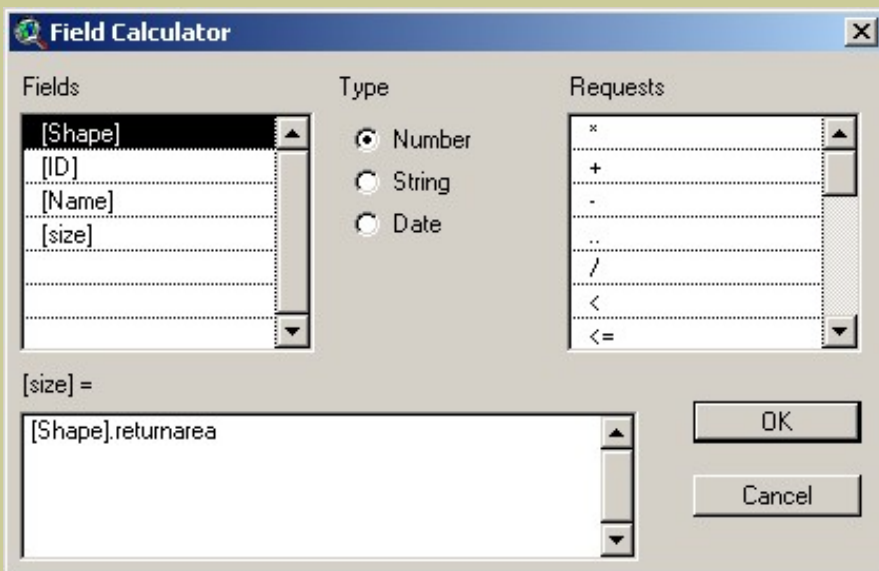 Field Calculator
Fields
Type
Requests
[Shape]
[ID]
[Name]
[size]
Number
String
Date
*
+
-
..
/
<
<=
[size] =
[Shape].returnarea
OK
Cancel